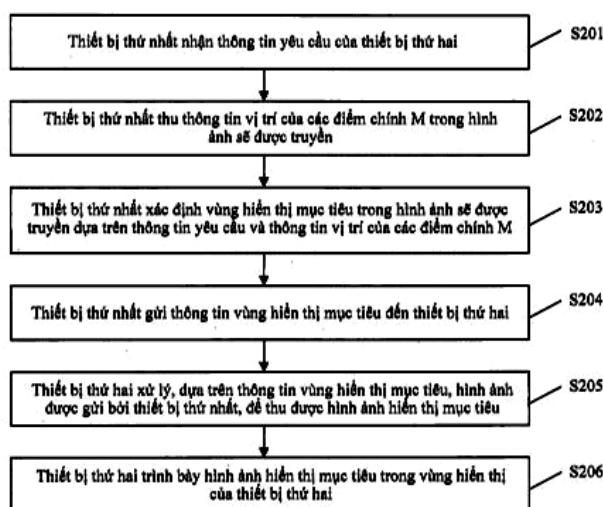 Thiết bị thứ nhất nhận thông tin yêu cầu của thiết bị thứ hai
S201
Thiết bị thứ nhất thu thông tin vị trí của các điểm chính M trong hình
ảnh sẽ được truyền
S202
Thiết bị thứ nhất xác định vùng hiển thị mục tiêu trong hình ảnh sẽ được
truyền dựa trên thông tin yêu cầu và thông tin vị trí của các điểm chính M
S203
Thiết bị thứ nhất gửi thông tin vùng hiển thị mục tiêu đến thiết bị thứ hai
S204
Thiết bị thứ hai xử lý, dựa trên thông tin vùng hiển thị mục tiêu, hình ảnh
được gửi bởi thiết bị thứ nhất, để thu được hình ảnh hiển thị mục tiêu
S205
Thiết bị thứ hai trình bày hình ảnh hiển thị mục tiêu trong vùng hiển thị
của thiết bị thứ hai
S206